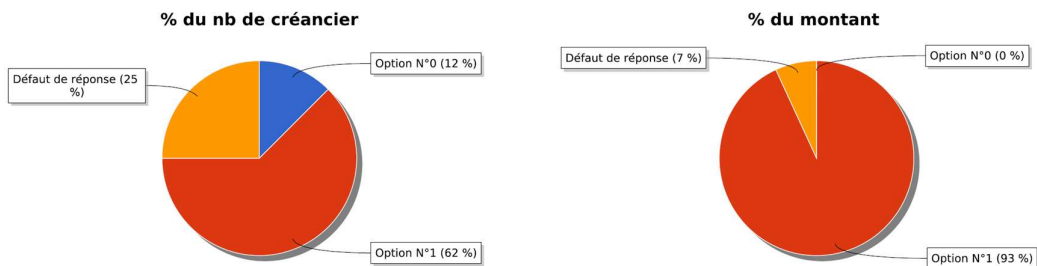 % du nb de créancier
Option N°0 (12 %)
Défaut de réponse (25
%)
Option N°1 (62 %)
% du montant
Défaut de réponse (7 %)
Option N°0 (0 %)
Option N°1 (93 %)